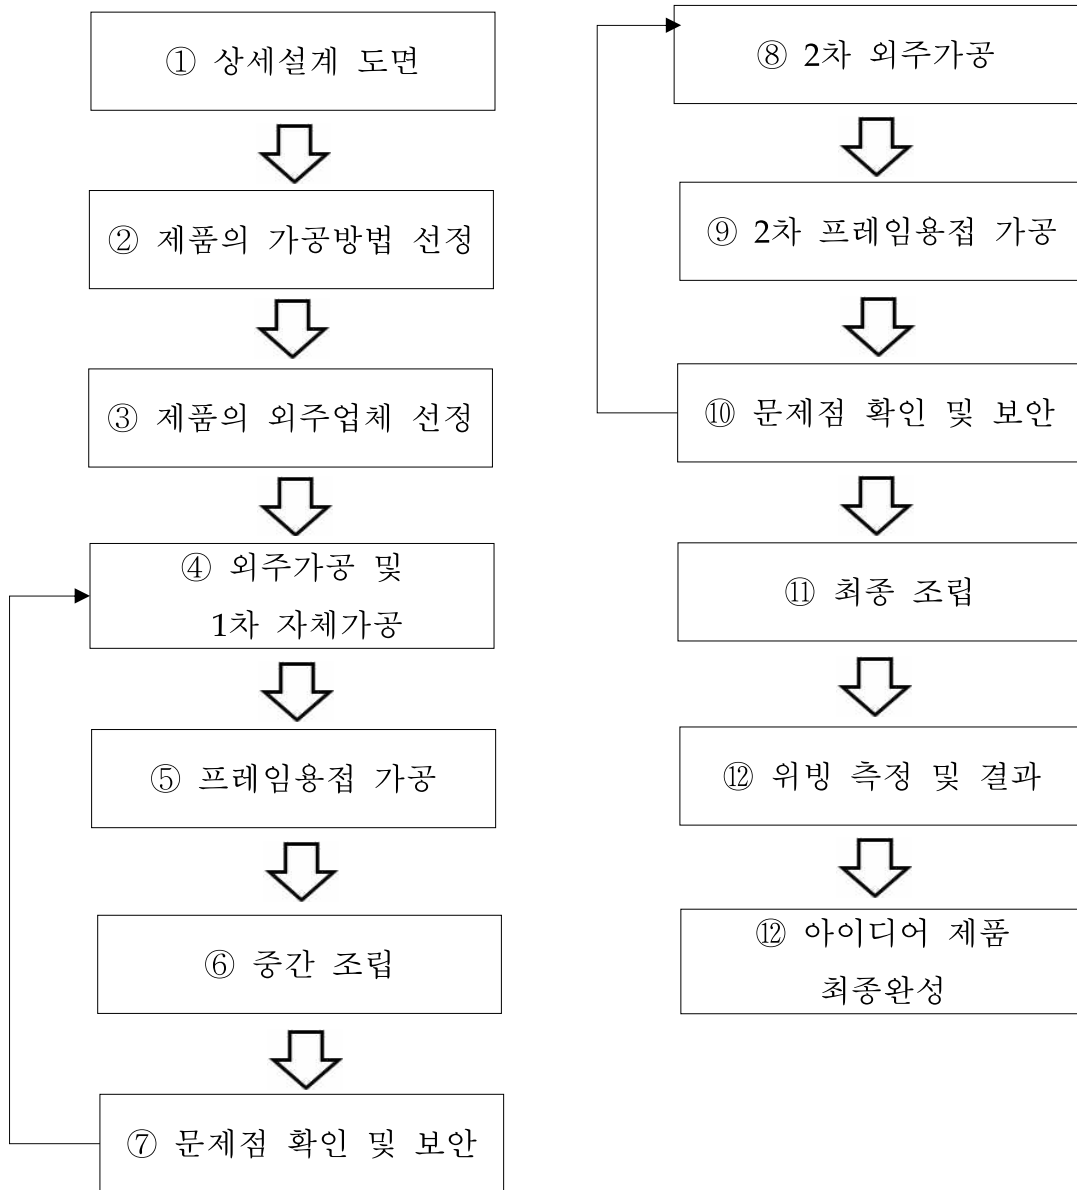 ① 상세설계 도면
② 제품의 가공방법 선정
③ 제품의 외주업체 선정
④ 외주가공 및
1차 자체가공
⑤ 프레임용접 가공
⑥ 중간 조립
⑦ 문제점 확인 및 보안
⑧ 2차 외주가공
⑨ 2차 프레임용접 가공
⑩ 문제점 확인 및 보안
⑪ 최종 조립
⑫ 위빙 측정 및 결과
⑫ 아이디어 제품
최종완성